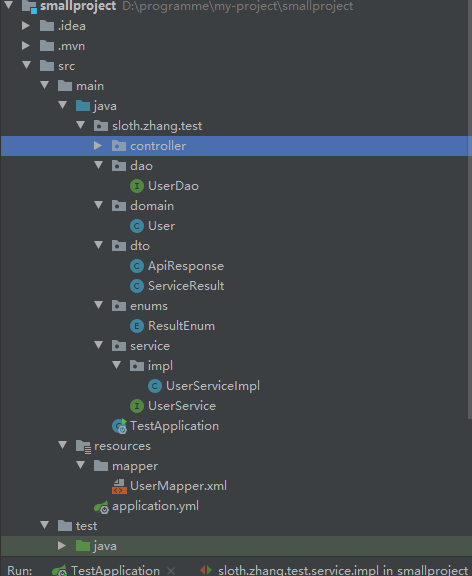 smallproject D:\programme\my-project\smallproject
.idea
.mvn
src
main
java
sloth.zhang.test
controller
dao
UserDao
domain
User
dto
ApiResponse
ServiceResult
enums
ResultEnum
service
impl
UserServiceImpl
UserService
TestApplication
resources
mapper
UserMapper.xml
application.yml
test
java
Run: TestApplication × sloth.zhang.test.service.impl in smallproject